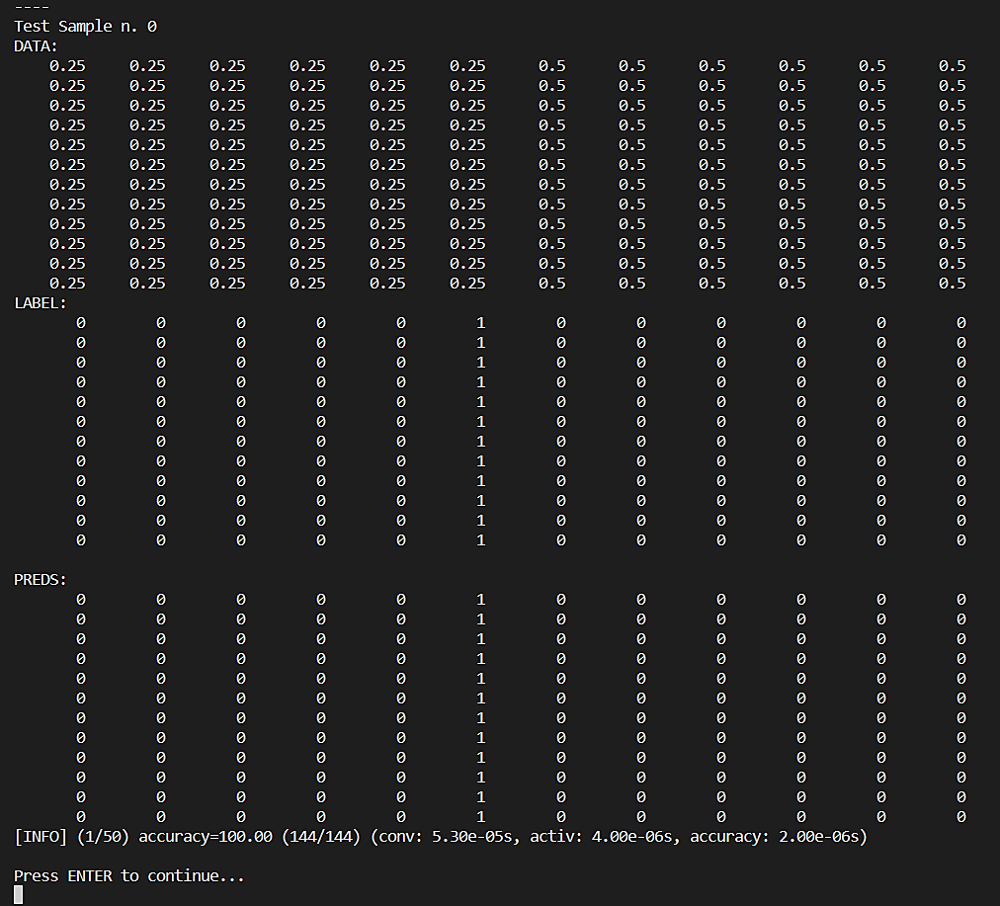 ----
Test Sample n. 0
DATA:
0.25 0.25 0.25 0.25 0.25 0.25 0.5 0.5 0.5 0.5 0.5 0.5
0.25 0.25 0.25 0.25 0.25 0.25 0.5 0.5 0.5 0.5 0.5 0.5
0.25 0.25 0.25 0.25 0.25 0.25 0.5 0.5 0.5 0.5 0.5 0.5
0.25 0.25 0.25 0.25 0.25 0.25 0.5 0.5 0.5 0.5 0.5 0.5
0.25 0.25 0.25 0.25 0.25 0.25 0.5 0.5 0.5 0.5 0.5 0.5
0.25 0.25 0.25 0.25 0.25 0.25 0.5 0.5 0.5 0.5 0.5 0.5
0.25 0.25 0.25 0.25 0.25 0.25 0.5 0.5 0.5 0.5 0.5 0.5
0.25 0.25 0.25 0.25 0.25 0.25 0.5 0.5 0.5 0.5 0.5 0.5
0.25 0.25 0.25 0.25 0.25 0.25 0.5 0.5 0.5 0.5 0.5 0.5
0.25 0.25 0.25 0.25 0.25 0.25 0.5 0.5 0.5 0.5 0.5 0.5
0.25 0.25 0.25 0.25 0.25 0.25 0.5 0.5 0.5 0.5 0.5 0.5
0.25 0.25 0.25 0.25 0.25 0.25 0.5 0.5 0.5 0.5 0.5 0.5
LABEL:
0 0 0 0 0 1 0 0 0 0 0 0
0 0 0 0 0 1 0 0 0 0 0 0
0 0 0 0 0 1 0 0 0 0 0 0
0 0 0 0 0 1 0 0 0 0 0 0
0 0 0 0 0 1 0 0 0 0 0 0
0 0 0 0 0 1 0 0 0 0 0 0
0 0 0 0 0 1 0 0 0 0 0 0
0 0 0 0 0 1 0 0 0 0 0 0
0 0 0 0 0 1 0 0 0 0 0 0
0 0 0 0 0 1 0 0 0 0 0 0
0 0 0 0 0 1 0 0 0 0 0 0
0 0 0 0 0 1 0 0 0 0 0 0
PREDS:
0 0 0 0 0 1 0 0 0 0 0 0
0 0 0 0 0 1 0 0 0 0 0 0
0 0 0 0 0 1 0 0 0 0 0 0
0 0 0 0 0 1 0 0 0 0 0 0
0 0 0 0 0 1 0 0 0 0 0 0
0 0 0 0 0 1 0 0 0 0 0 0
0 0 0 0 0 1 0 0 0 0 0 0
0 0 0 0 0 1 0 0 0 0 0 0
0 0 0 0 0 1 0 0 0 0 0 0
0 0 0 0 0 1 0 0 0 0 0 0
0 0 0 0 0 1 0 0 0 0 0 0
0 0 0 0 0 1 0 0 0 0 0 0
[INFO] (1/50) accuracy=100.00 (144/144) (conv: 5.30e-05s, activ: 4.00e-06s, accuracy: 2.00e-06s)
Press ENTER to continue...